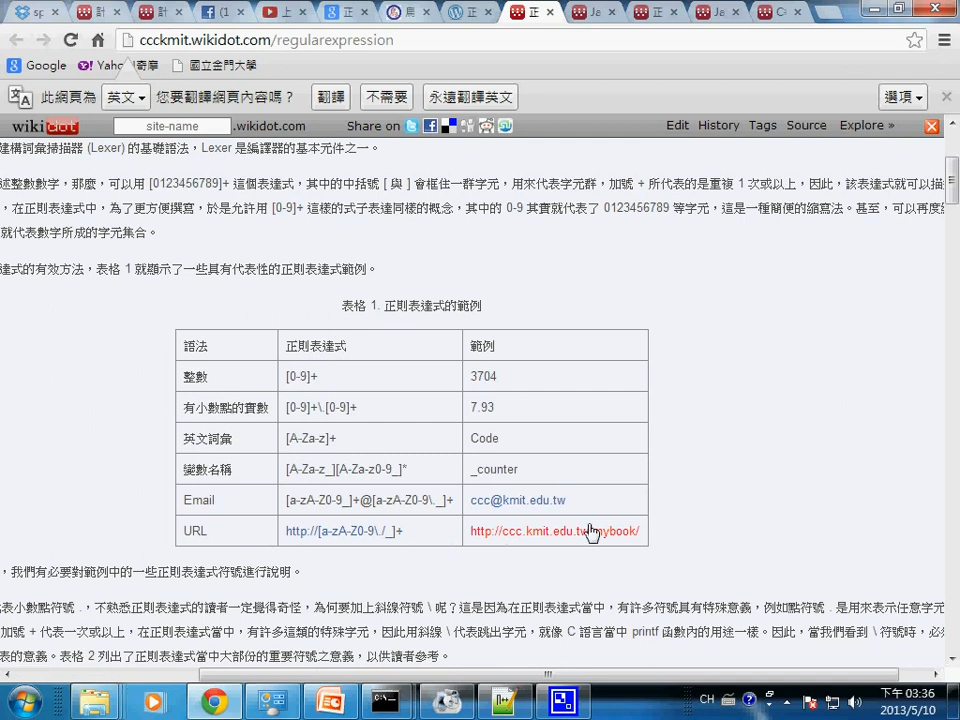 sp
計
計
(1
上
正
鳥
正
正
Ja
正
Ja
C
ccckmit.wikidot.com/regularexpression
Google
Yaho 奇摩
國立金門大學
此網頁為 英文 您要翻譯網頁內容嗎？ 翻譯 不需要 永遠翻譯英文 選項
wikidot site-name .wikidot.com Share on Edit History Tags Source Explore »
建構詞彙掃描器 (Lexer) 的基礎語法，Lexer 是編譯器的基本元件之一。
述整數數字，那麼，可以用 [0123456789]+ 這個表達式，其中的中括號 [ 與 ] 會框住一群字元，用來代表字元群，加號 + 所代表的是重複 1 次或以上，因此，該表達式就可以描
，在正則表達式中，為了更方便撰寫，於是允許用 [0-9]+ 這樣的式子表達同樣的概念，其中的 0-9 其實就代表了 0123456789 等字元，這是一種簡便的縮寫法。甚至，可以再度
就代表數字所成的字元集合。
達式的有效方法，表格 1 就顯示了一些具有代表性的正則表達式範例。
表格 1. 正則表達式的範例
語法 正則表達式 範例
整數 [0-9]+ 3704
有小數點的實數 [0-9]+\.[0-9]+ 7.93
英文詞彙 [A-Za-z]+ Code
變數名稱 [A-Za-z_][A-Za-z0-9_]* _counter
Email [a-zA-Z0-9_]+@[a-zA-Z0-9\._]+ ccc@kmit.edu.tw
URL http://[a-zA-Z0-9\./_]+ http://ccc.kmit.edu.tw/mybook/
，我們有必要對範例中的一些正則表達式符號進行說明。
代表小數點符號 .，不熟悉正則表達式的讀者一定覺得奇怪，為何要加上斜線符號 \ 呢？這是因為在正則表達式當中，有許多符號具有特殊意義，例如點符號 . 是用來表示任意字元
加號 + 代表一次或以上，在正則表達式當中，有許多這類的特殊字元，因此用斜線 \ 代表跳出字元，就像 C 語言當中 printf 函數內的用途一樣。因此，當我們看到 \ 符號時，必須
表的意義。表格 2 列出了正則表達式當中大部份的重要符號之意義，以供讀者參考。
CH
下午 03:36
2013/5/10